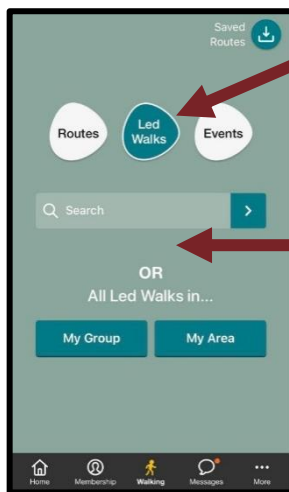 Saved
Routes
Routes
Led
Walks
Events
Search
OR
All Led Walks in...
My Group
My Area
Home
Membership
Walking
Messages
More